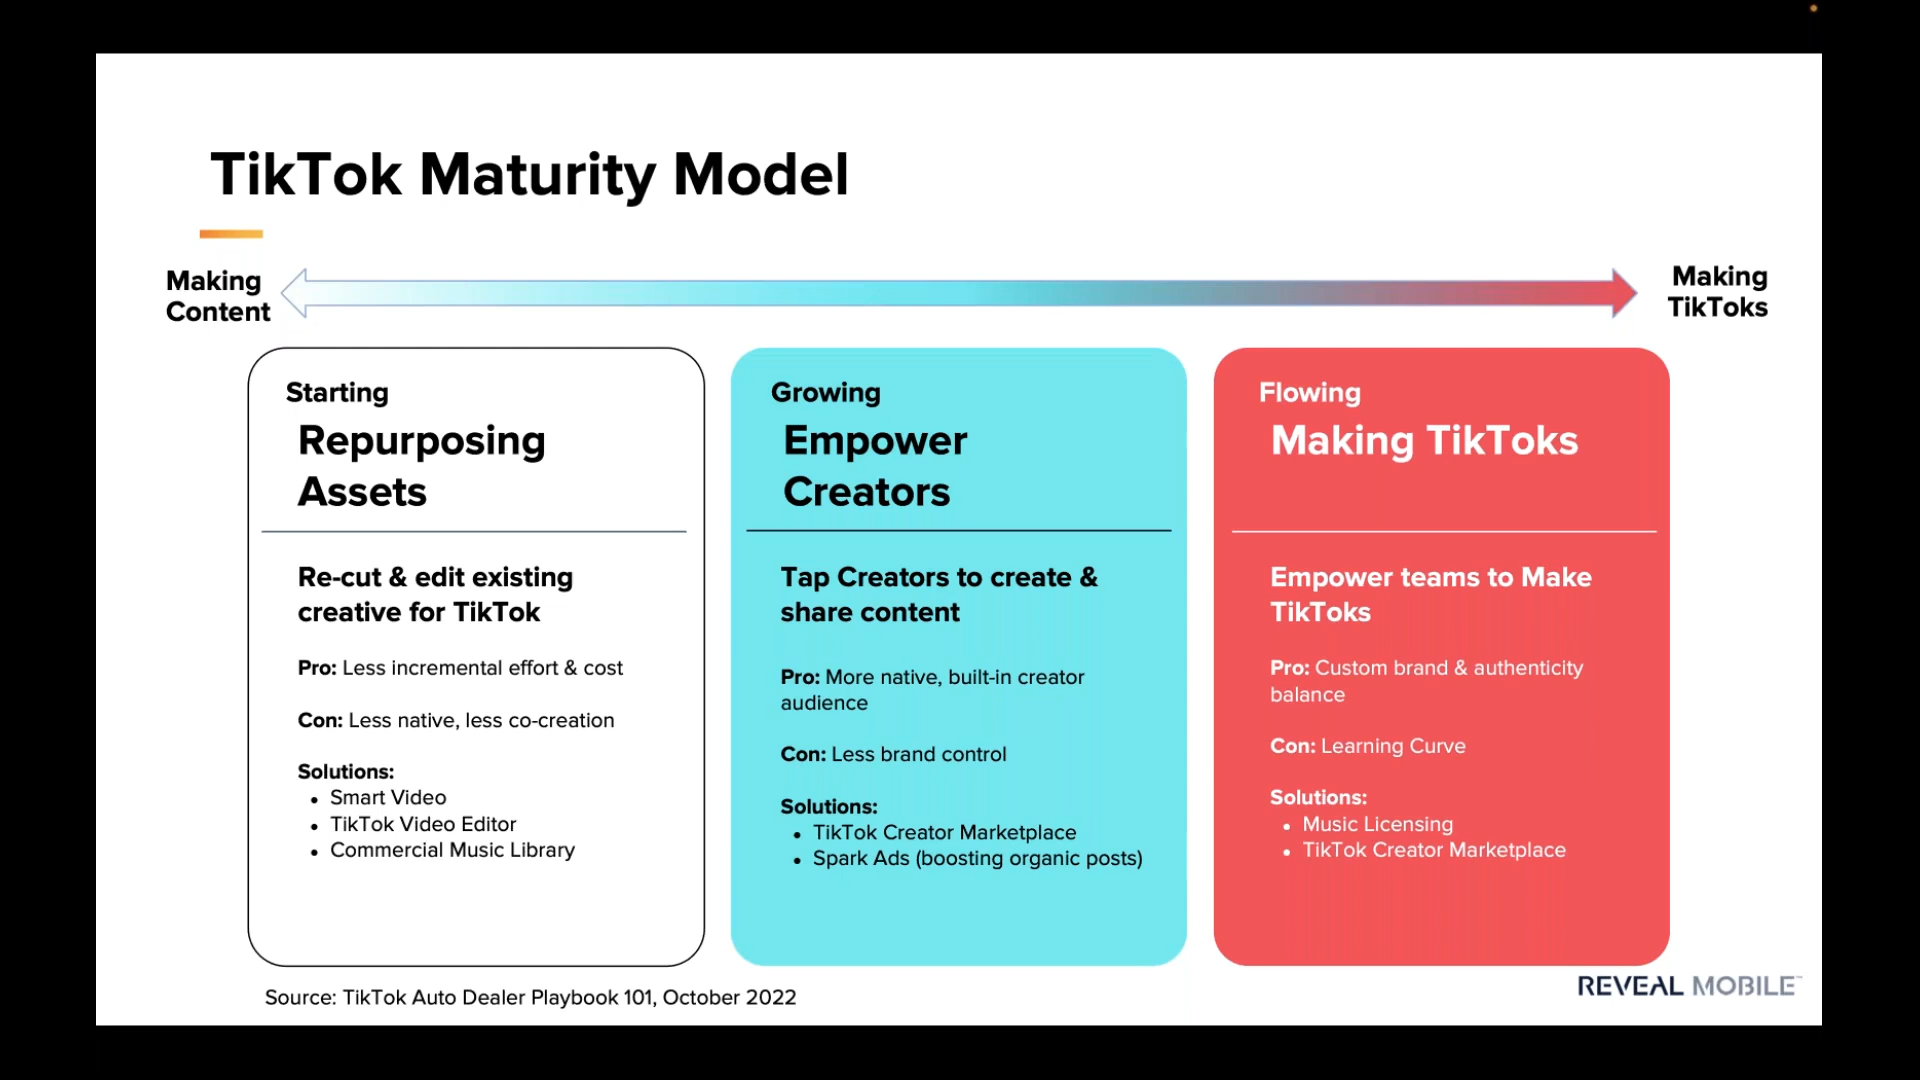 TikTok Maturity Model
Making
Content
Making
TikToks
Starting
Repurposing
Assets
Re-cut & edit existing
creative for TikTok
Pro: Less incremental effort & cost
Con: Less native, less co-creation
Solutions:
• Smart Video
• TikTok Video Editor
• Commercial Music Library
Growing
Empower
Creators
Tap Creators to create &
share content
Pro: More native, built-in creator
audience
Con: Less brand control
Solutions:
• TikTok Creator Marketplace
• Spark Ads (boosting organic posts)
Flowing
Making TikToks
Empower teams to Make
TikToks
Pro: Custom brand & authenticity
balance
Con: Learning Curve
Solutions:
• Music Licensing
• TikTok Creator Marketplace
Source: TikTok Auto Dealer Playbook 101, October 2022
REVEAL MOBILE™